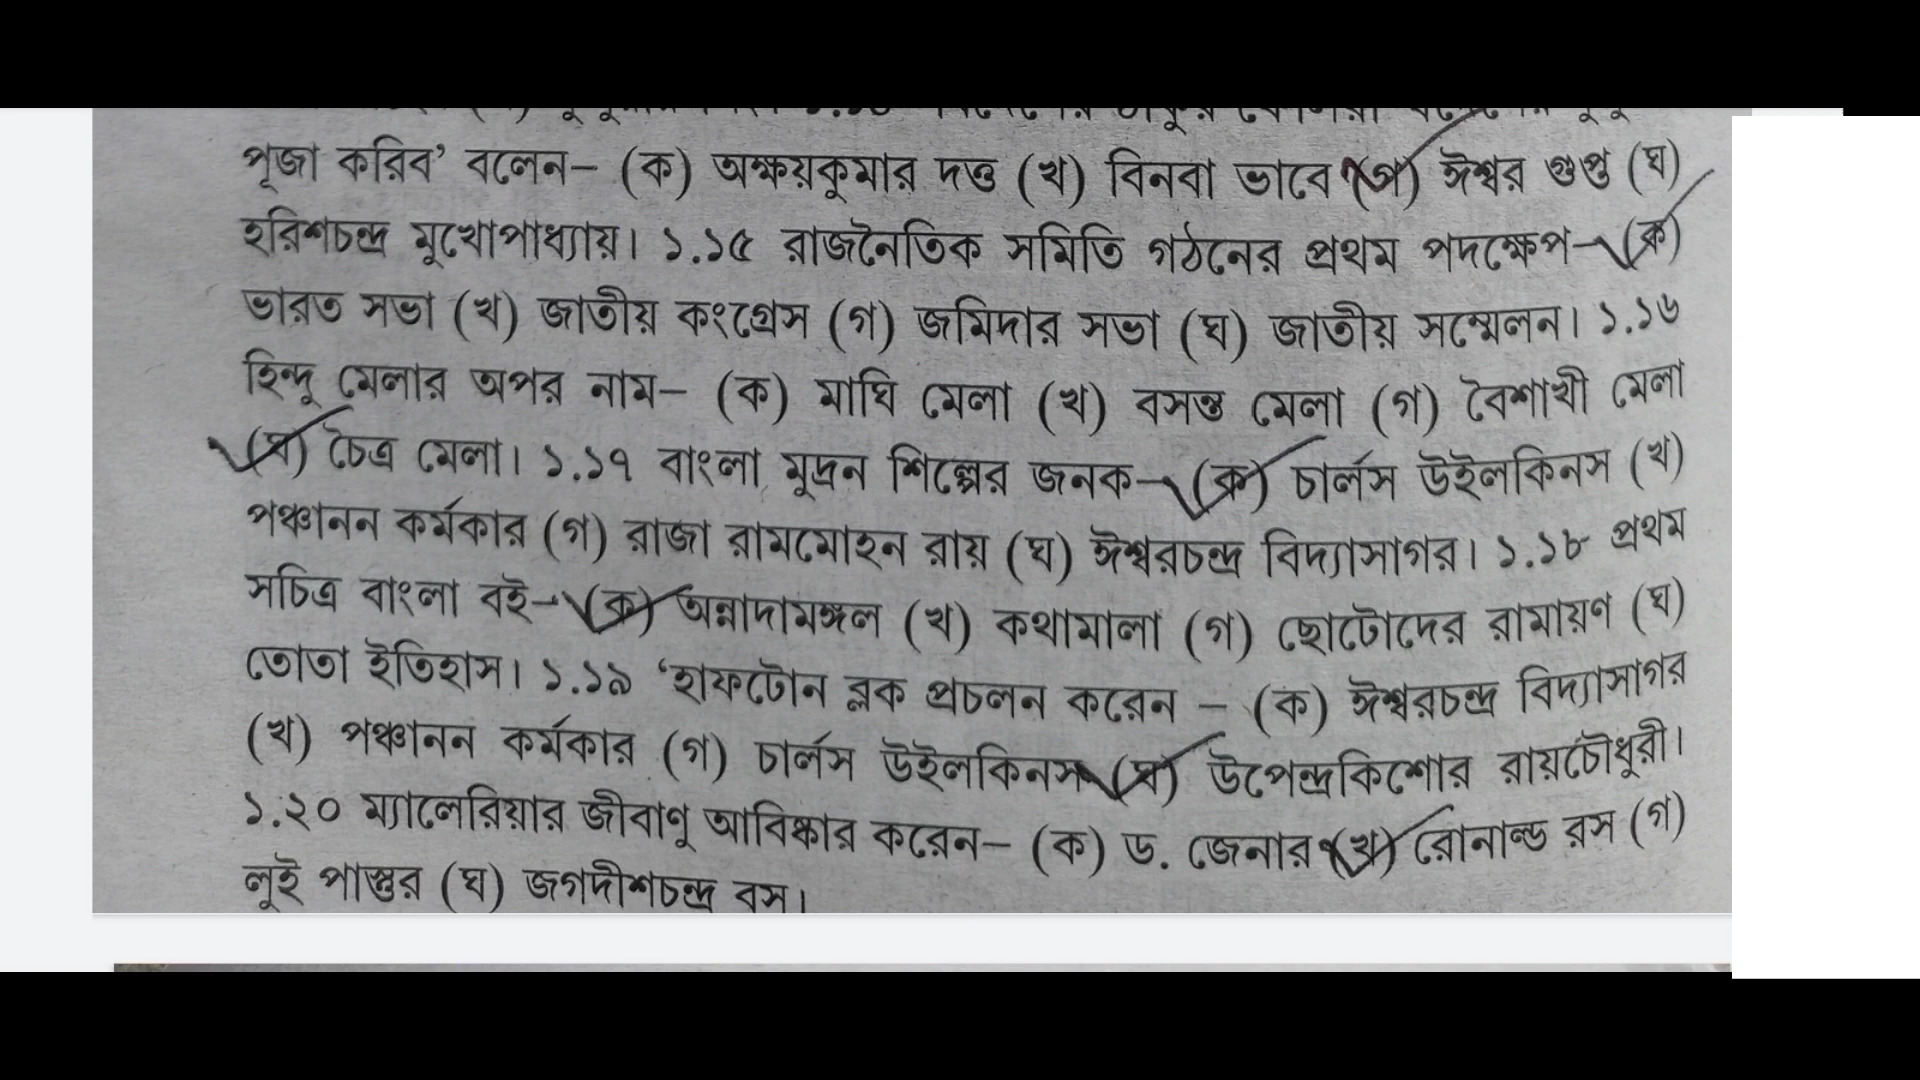 পূজা করিব’ বলেন– (ক) অক্ষয়কুমার দত্ত (খ) বিনবা ভাবে (গ) ঈশ্বর গুপ্ত (ঘ)
হরিশচন্দ্র মুখোপাধ্যায়। ১.১৫ রাজনৈতিক সমিতি গঠনের প্রথম পদক্ষেপ– (ক)
ভারত সভা (খ) জাতীয় কংগ্রেস (গ) জমিদার সভা (ঘ) জাতীয় সম্মেলন। ১.১৬
হিন্দু মেলার অপর নাম– (ক) মাঘি মেলা (খ) বসন্ত মেলা (গ) বৈশাখী মেলা
(ঘ) চৈত্র মেলা। ১.১৭ বাংলা মুদ্রন শিল্পের জনক– (ক) চার্লস উইলকিনস (খ)
পঞ্চানন কর্মকার (গ) রাজা রামমোহন রায় (ঘ) ঈশ্বরচন্দ্র বিদ্যাসাগর। ১.১৮ প্রথম
সচিত্র বাংলা বই– (ক) অন্নাদামঙ্গল (খ) কথামালা (গ) ছোটোদের রামায়ণ (ঘ)
তোতা ইতিহাস। ১.১৯ ‘হাফটোন ব্লক প্রচলন করেন – (ক) ঈশ্বরচন্দ্র বিদ্যাসাগর
(খ) পঞ্চানন কর্মকার (গ) চার্লস উইলকিনস (ঘ) উপেন্দ্রকিশোর রায়চৌধুরী।
১.২০ ম্যালেরিয়ার জীবাণু আবিষ্কার করেন– (ক) ড. জেনার (খ) রোনাল্ড রস (গ)
লুই পাস্তুর (ঘ) জগদীশচন্দ্র বস।